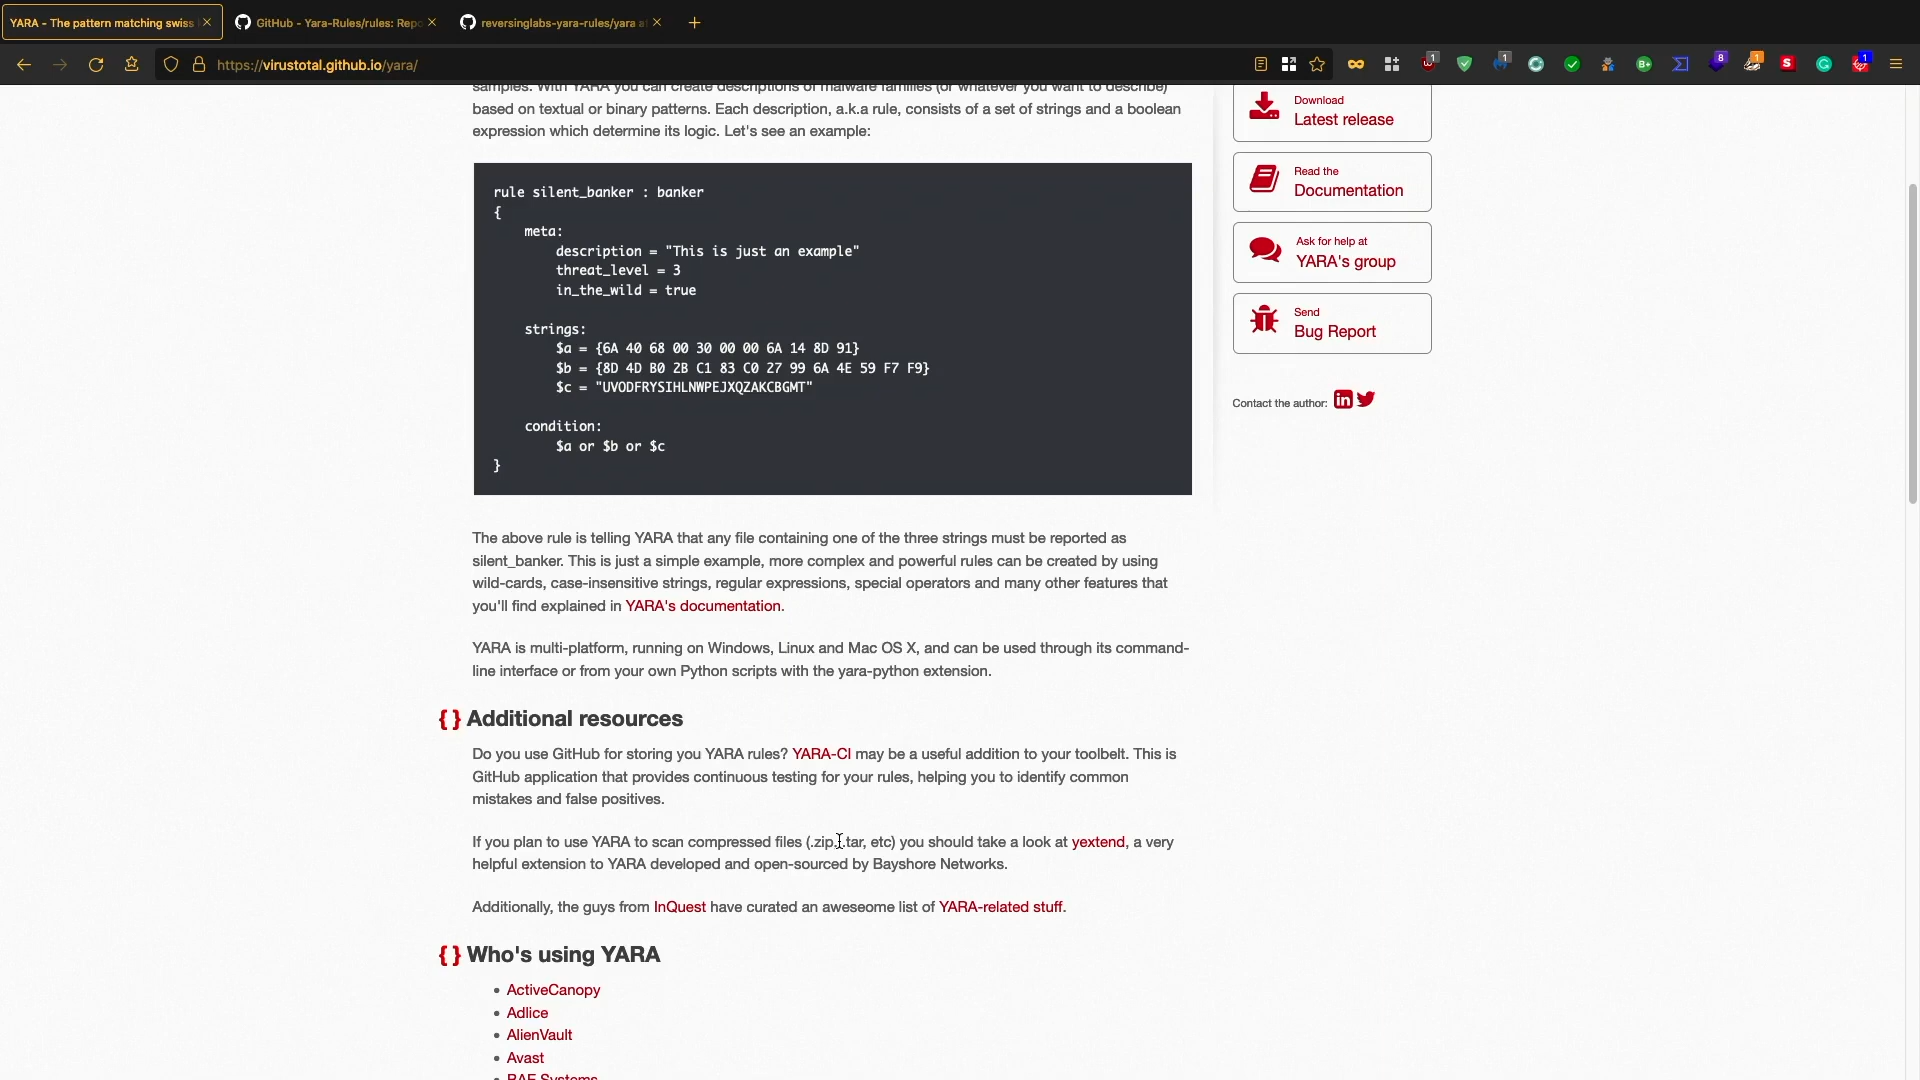 YARA - The pattern matching swiss
GitHub - Yara-Rules/rules: Repo
reversinglabs-yara-rules/yara a
https://virustotal.github.io/yara/
samples. With YARA you can create descriptions of malware families (or whatever you want to describe)
based on textual or binary patterns. Each description, a.k.a rule, consists of a set of strings and a boolean
expression which determine its logic. Let's see an example:
rule silent_banker : banker
{
meta:
description = "This is just an example"
threat_level = 3
in_the_wild = true
strings:
$a = {6A 40 68 00 30 00 00 6A 14 8D 91}
$b = {8D 4D B0 2B C1 83 C0 27 99 6A 4E 59 F7 F9}
$c = "UVODFRYSIHLNWPEJXQZAKCBGMT"
condition:
$a or $b or $c
}
The above rule is telling YARA that any file containing one of the three strings must be reported as
silent_banker. This is just a simple example, more complex and powerful rules can be created by using
wild-cards, case-insensitive strings, regular expressions, special operators and many other features that
you'll find explained in YARA's documentation.
YARA is multi-platform, running on Windows, Linux and Mac OS X, and can be used through its command-
line interface or from your own Python scripts with the yara-python extension.
{ } Additional resources
Do you use GitHub for storing you YARA rules? YARA-CI may be a useful addition to your toolbelt. This is
GitHub application that provides continuous testing for your rules, helping you to identify common
mistakes and false positives.
If you plan to use YARA to scan compressed files (.zip, .tar, etc) you should take a look at yextend, a very
helpful extension to YARA developed and open-sourced by Bayshore Networks.
Additionally, the guys from InQuest have curated an aweseome list of YARA-related stuff.
{ } Who's using YARA
ActiveCanopy
Adlice
AlienVault
Avast
BAE Systems
Download
Latest release
Read the
Documentation
Ask for help at
YARA's group
Send
Bug Report
Contact the author: